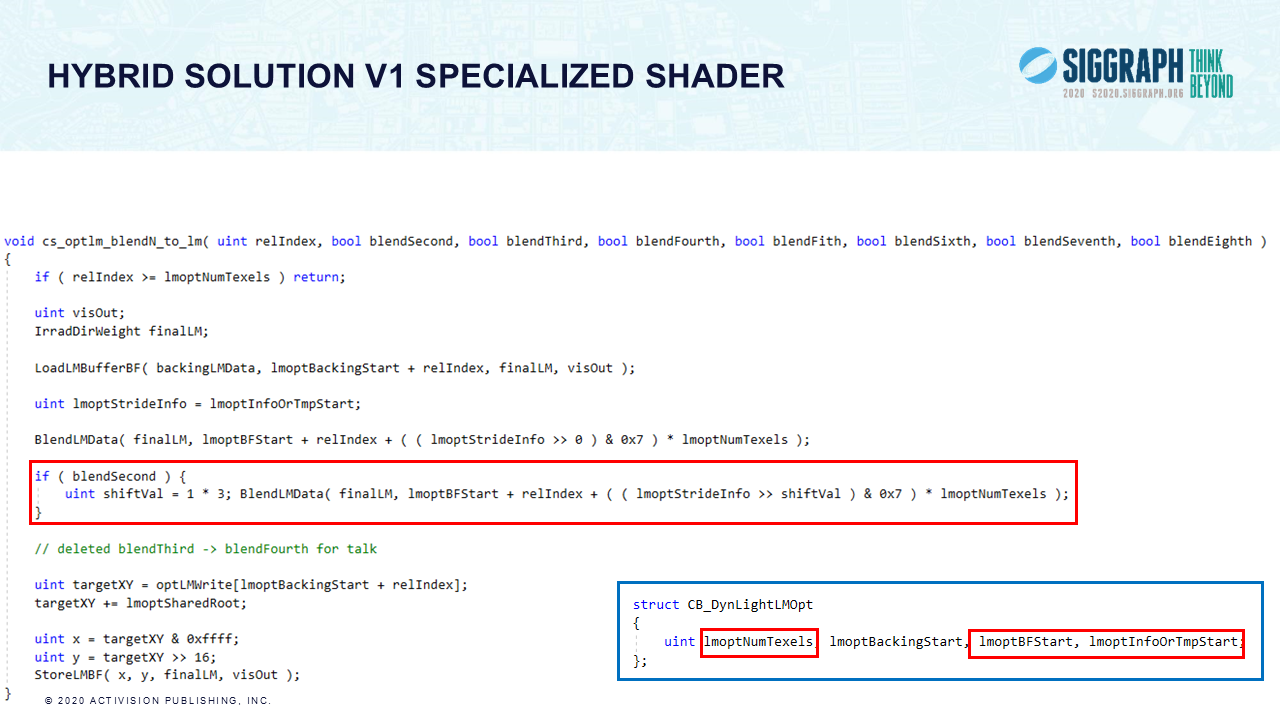 HYBRID SOLUTION V1 SPECIALIZED SHADER
SIGGRAPH THINK BEYOND
2020 S2020.SIGGRAPH.ORG
void cs_optlm_blendN_to_lm( uint relIndex, bool blendSecond, bool blendThird, bool blendFourth, bool blendFith, bool blendSixth, bool blendSeventh, bool blendEighth )
{
if ( relIndex >= lmoptNumTexels ) return;
uint visOut;
IrradDirWeight finalLM;
LoadLMBufferBF( backingLMData, lmoptBackingStart + relIndex, finalLM, visOut );
uint lmoptStrideInfo = lmoptInfoOrTmpStart;
BlendLMData( finalLM, lmoptBFStart + relIndex + ( ( lmoptStrideInfo >> 0 ) & 0x7 ) * lmoptNumTexels );
if ( blendSecond ) {
uint shiftVal = 1 * 3; BlendLMData( finalLM, lmoptBFStart + relIndex + ( ( lmoptStrideInfo >> shiftVal ) & 0x7 ) * lmoptNumTexels );
}
// deleted blendThird -> blendFourth for talk
uint targetXY = optLMWrite[lmoptBackingStart + relIndex];
targetXY += lmoptSharedRoot;
uint x = targetXY & 0xffff;
uint y = targetXY >> 16;
StoreLMBF( x, y, finalLM, visOut );
}
struct CB_DynLightLMOpt
{
uint lmoptNumTexels, lmoptBackingStart, lmoptBFStart, lmoptInfoOrTmpStart;
};
© 2020 ACTIVISION PUBLISHING, INC.